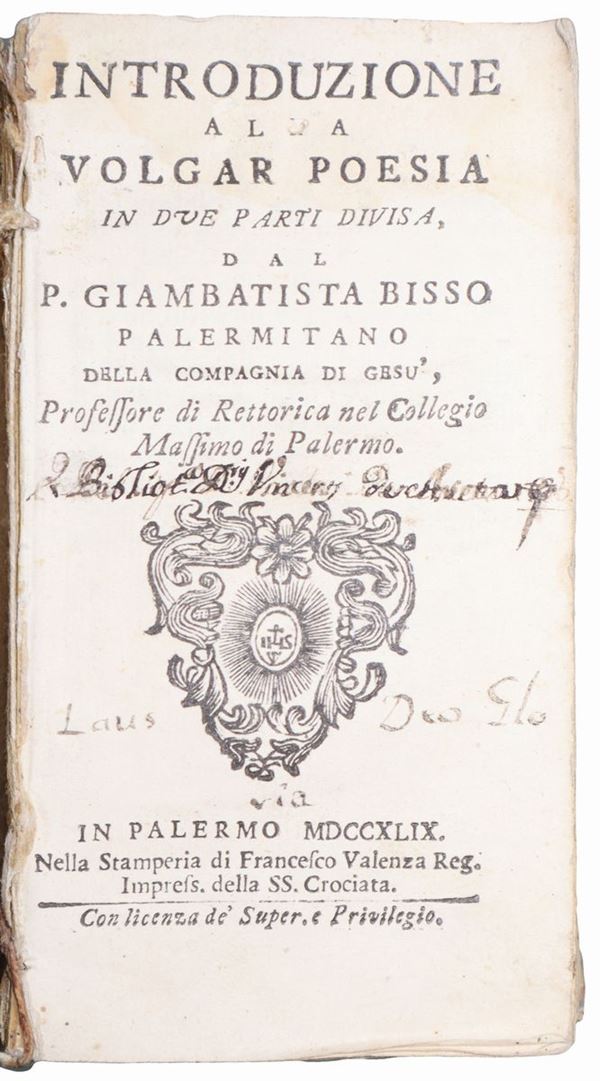 INTRODUZIONE
ALLA
VOLGAR POESIA
IN DVE PARTI DIVISA,
DAL
P. GIAMBATISTA BISSO
PALERMITANO
DELLA COMPAGNIA DI GESU',
Professore di Rettorica nel Collegio
Massimo di Palermo.
IHS
Laus Deo Glo
ria
IN PALERMO MDCCXLIX.
Nella Stamperia di Francesco Valenza Reg.
Impress. della SS. Crociata.
Con licenza de' Super. e Privilegio.